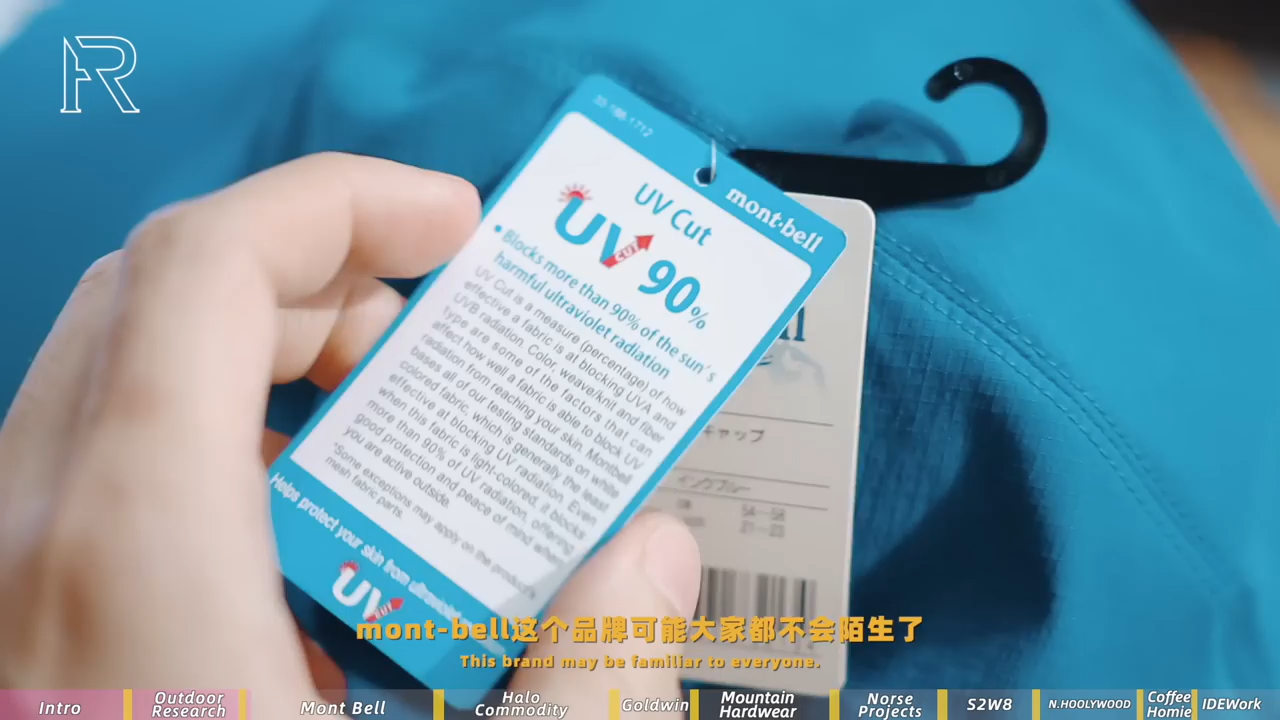 R
mont·bell
UV Cut
UV CUT 90%
• Blocks more than 90% of the sun's
harmful ultraviolet radiation
UV Cut is a measure (percentage) of how
effective a fabric is at blocking UVA and
UVB radiation. Color, weave/knit and fiber
type are some of the factors that can
affect how well a fabric is able to block UV
radiation from reaching your skin. Montbell
bases all of our testing standards on white
colored fabric, which is generally the least
effective at blocking UV radiation. Even
when this fabric is light-colored, it blocks
more than 90% of UV radiation, offering
good protection and peace of mind when
you are active outside.
*Some exceptions may apply on the product's
mesh fabric parts.
Helps protect your skin from ultraviolet
UV CUT
キャップ
mont-bell这个品牌可能大家都不会陌生了
This brand may be familiar to everyone.
Intro
Outdoor
Research
Mont Bell
Halo
Commodity
Goldwin
Mountain
Hardwear
Norse
Projects
S2W8
N.HOOLYWOOD
Coffee
Homie
IDEWork